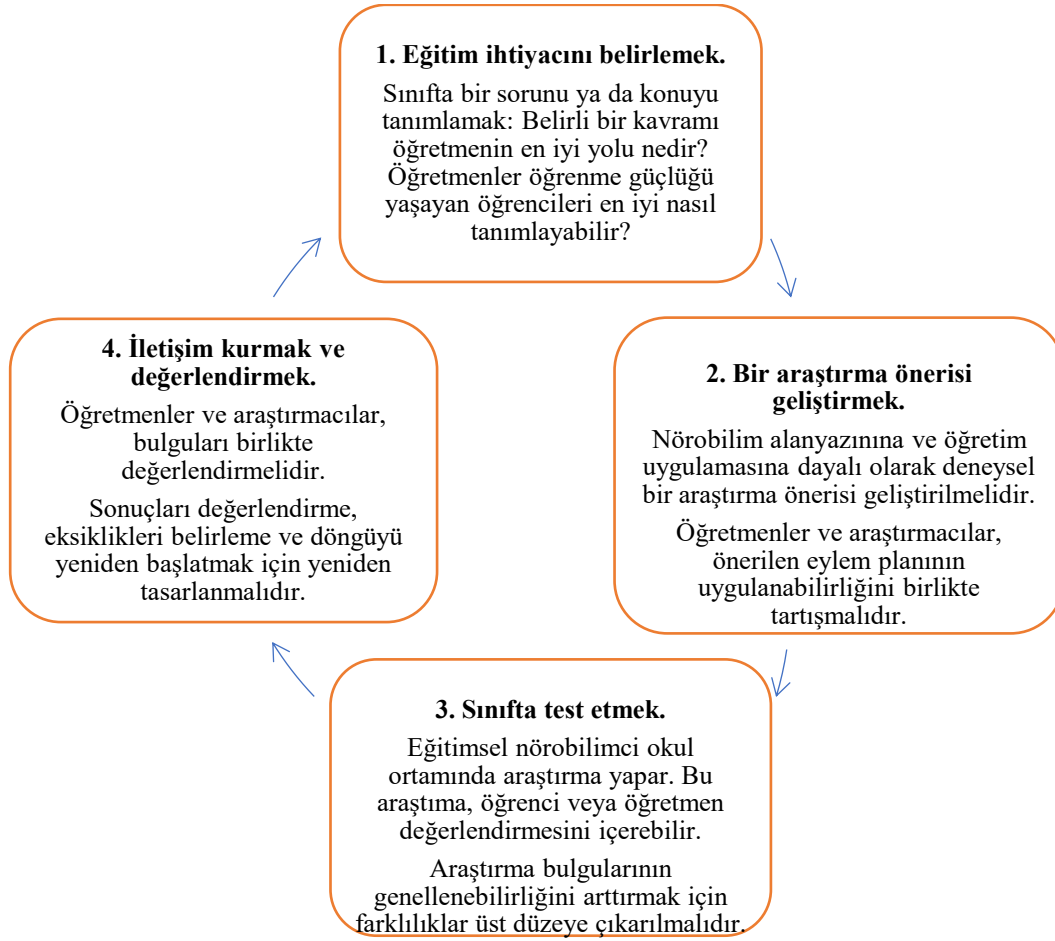 1. Eğitim ihtiyacını belirlemek.
Sınıfta bir sorunu ya da konuyu
tanımlamak: Belirli bir kavramı
öğretmenin en iyi yolu nedir?
Öğretmenler öğrenme güçlüğü
yaşayan öğrencileri en iyi nasıl
tanımlayabilir?
2. Bir araştırma önerisi
geliştirmek.
Nörobilim alanyazınına ve öğretim
uygulamasına dayalı olarak deneysel
bir araştırma önerisi geliştirilmelidir.
Öğretmenler ve araştırmacılar,
önerilen eylem planının
uygulanabilirliğini birlikte
tartışmalıdır.
3. Sınıfta test etmek.
Eğitimsel nörobilimci okul
ortamında araştırma yapar. Bu
araştıma, öğrenci veya öğretmen
değerlendirmesini içerebilir.
Araştırma bulgularının
genellenebilirliğini arttırmak için
farklılıklar üst düzeye çıkarılmalıdır.
4. İletişim kurmak ve
değerlendirmek.
Öğretmenler ve araştırmacılar,
bulguları birlikte
değerlendirmelidir.
Sonuçları değerlendirme,
eksiklikleri belirleme ve döngüyü
yeniden başlatmak için yeniden
tasarlanmalıdır.